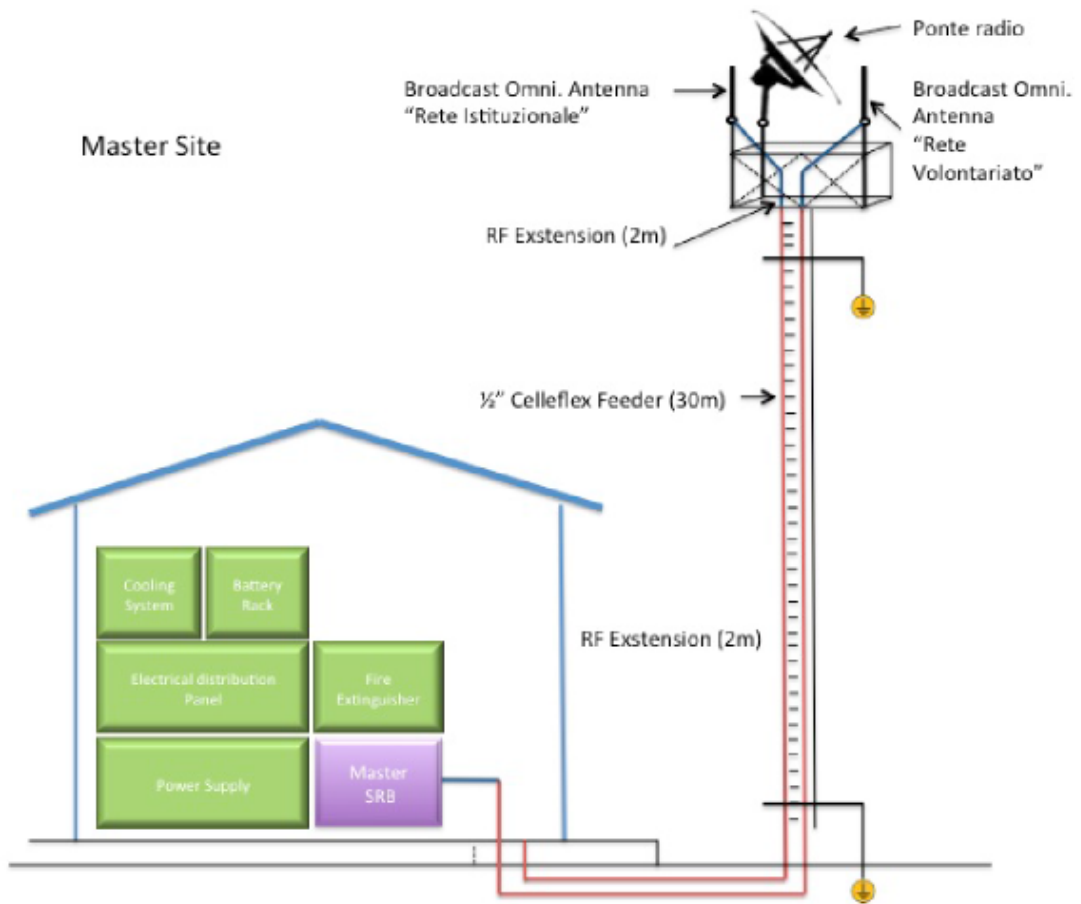 Ponte radio
Broadcast Omni. Antenna
“Rete Istituzionale”
Broadcast Omni.
Antenna
“Rete
Volontariato”
Master Site
RF Exstension (2m)
½” Celleflex Feeder (30m)
Cooling
System
Battery
Rack
RF Exstension (2m)
Electrical distribution
Panel
Fire
Extinguisher
Power Supply
Master
SRB